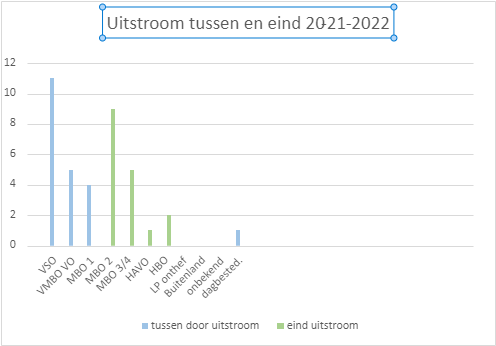 Uitstroom tussen en eind 2021-2022
12
10
8
6
4
2
0
VSO
VMBO VO
MBO 1
MBO 2
MBO 3/4
HAVO
HBO
LP onthef
Buitenland
onbekend
dagbested.
tussen door uitstroom
eind uitstroom